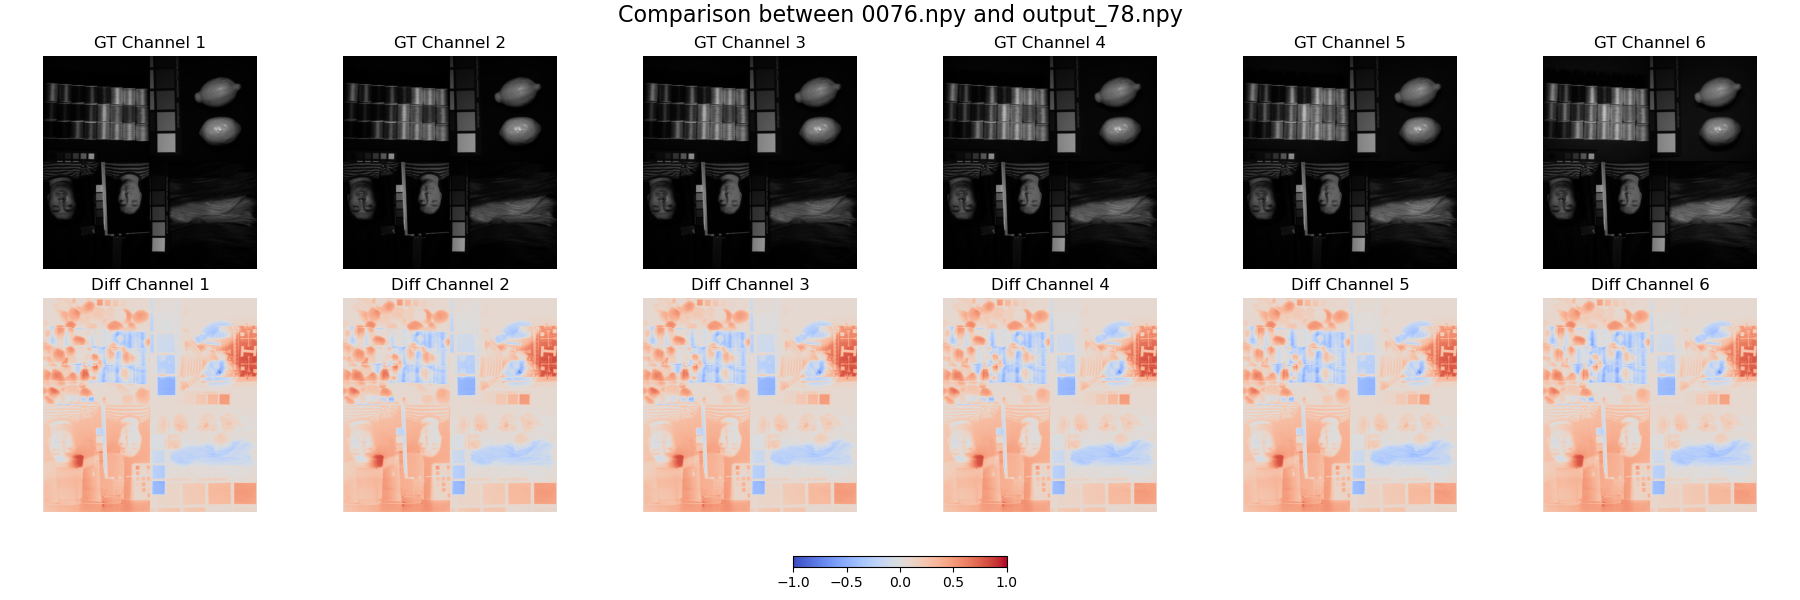 Comparison between 0076.npy and output_78.npy
GT Channel 1
GT Channel 2
GT Channel 3
GT Channel 4
GT Channel 5
GT Channel 6
Diff Channel 1
Diff Channel 2
Diff Channel 3
Diff Channel 4
Diff Channel 5
Diff Channel 6
−1.0 −0.5 0.0 0.5 1.0